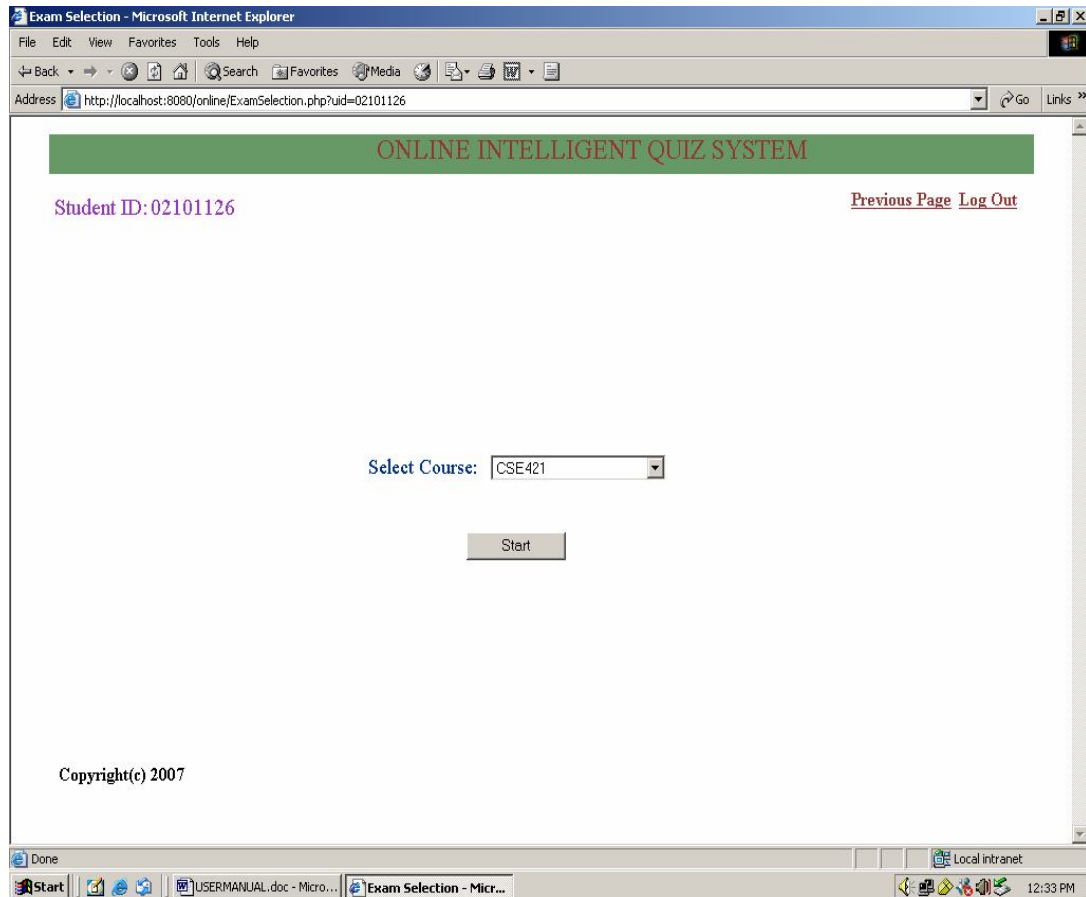 Exam Selection - Microsoft Internet Explorer
File Edit View Favorites Tools Help
Back Search Favorites Media
Address http://localhost:8080/online/ExamSelection.php?uid=02101126 Go Links »
ONLINE INTELLIGENT QUIZ SYSTEM
Student ID: 02101126 Previous Page Log Out
Select Course: CSE421
Start
Copyright(c) 2007
Done Local intranet
Start USERMANUAL.doc - Micro... Exam Selection - Micr... 12:33 PM